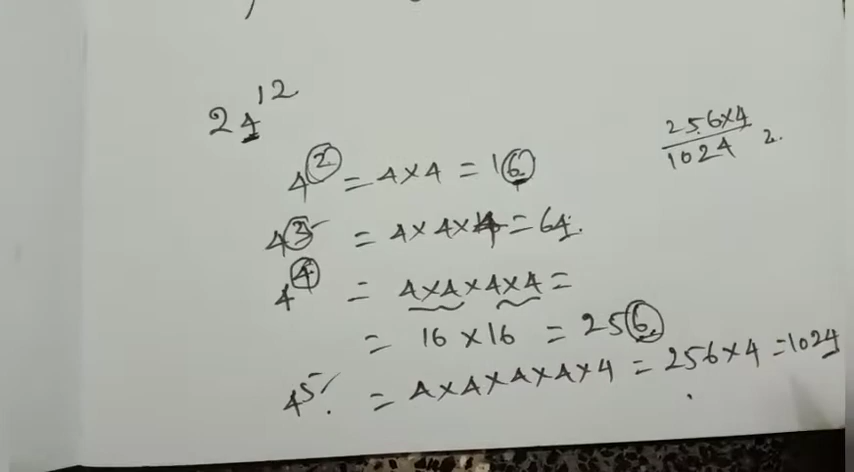 24^12
256×4
1024 2.
4^2 = 4×4 = 16
4^3 = 4×4×4 = 64.
4^4 = 4×4×4×4 =
= 16×16 = 256
4^5. = 4×4×4×4×4 = 256×4 = 1024